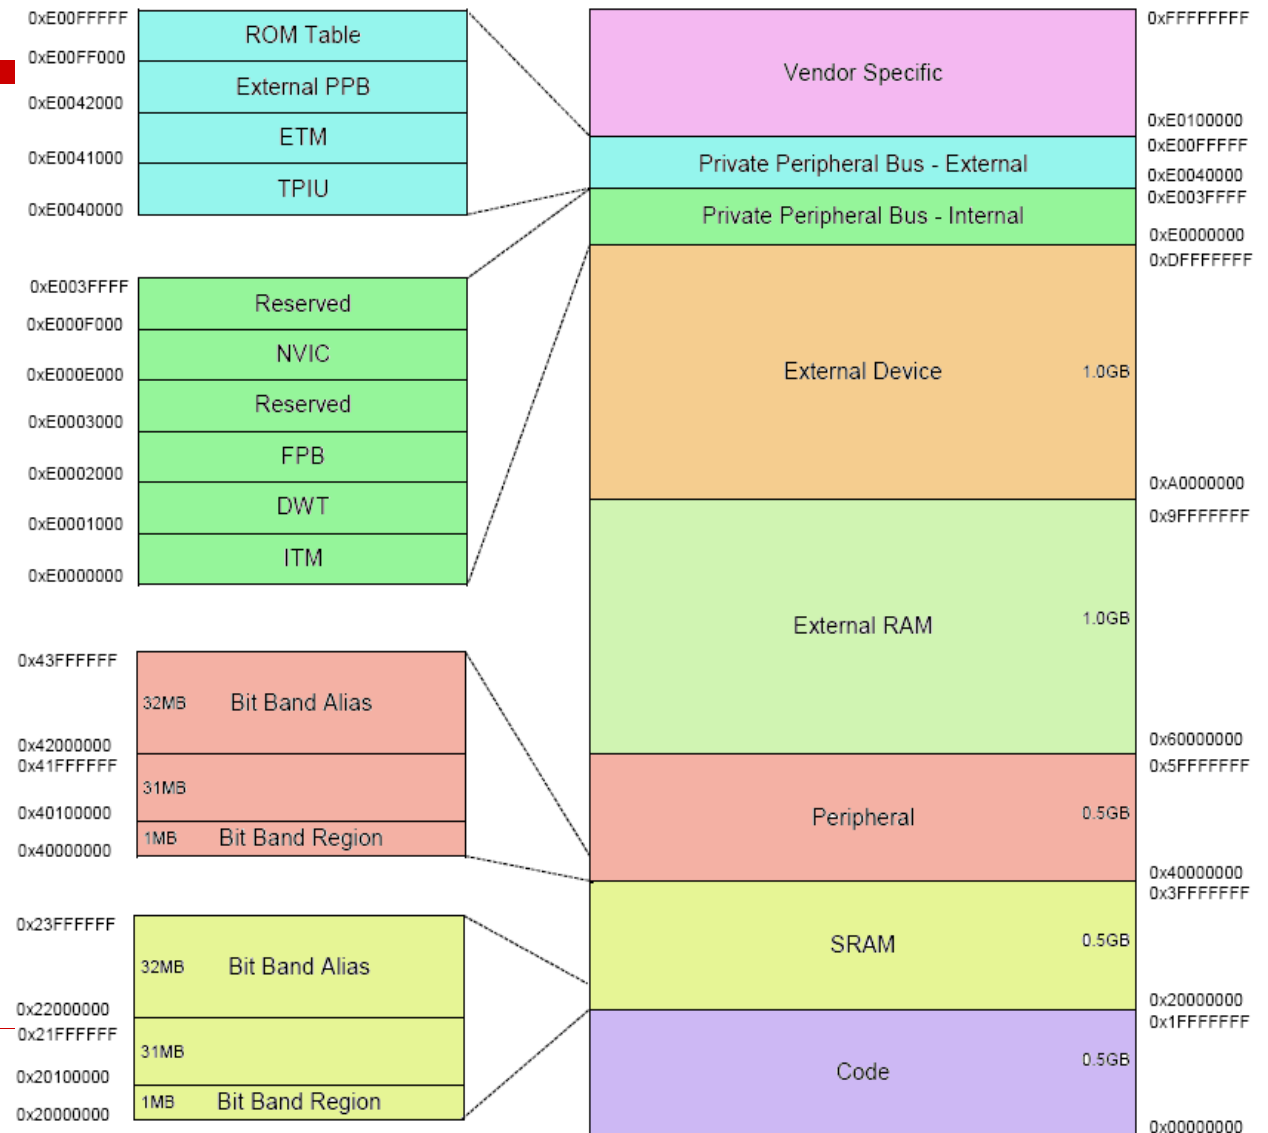 0xE00FFFFF
ROM Table
0xE00FF000
External PPB
0xE0042000
ETM
0xE0041000
TPIU
0xE0040000
0xE003FFFF
Reserved
0xE000F000
NVIC
0xE000E000
Reserved
0xE0003000
FPB
0xE0002000
DWT
0xE0001000
ITM
0xE0000000
0x43FFFFFF
32MB Bit Band Alias
0x42000000
0x41FFFFFF
31MB
0x40100000
1MB Bit Band Region
0x40000000
0x23FFFFFF
32MB Bit Band Alias
0x22000000
0x21FFFFFF
31MB
0x20100000
1MB Bit Band Region
0x20000000
0xFFFFFFFF
Vendor Specific
0xE0100000
0xE00FFFFF
Private Peripheral Bus - External
0xE0040000
0xE003FFFF
Private Peripheral Bus - Internal
0xE0000000
0xDFFFFFFF
External Device 1.0GB
0xA0000000
0x9FFFFFFF
External RAM 1.0GB
0x60000000
0x5FFFFFFF
Peripheral 0.5GB
0x40000000
0x3FFFFFFF
SRAM 0.5GB
0x20000000
0x1FFFFFFF
Code 0.5GB
0x00000000